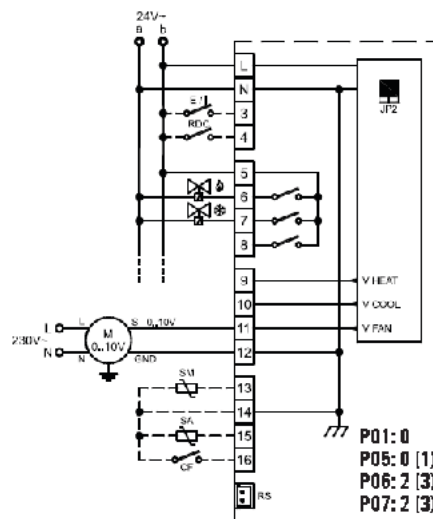 24V~
a b
L
N
JP2
3
RDC
4
5
6
7
8
9
V HEAT
10
V COOL
L
L
S 0..10V
11
V FAN
230V~
M
0..10V
N
N
GND
12
SM
13
14
SA
15
CF
16
RS
P01: 0
P05: 0 (1)
P06: 2 (3)
P07: 2 (3)